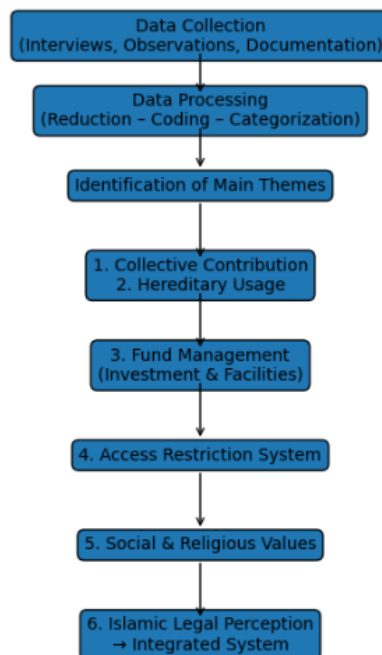 Data Collection
(Interviews, Observations, Documentation)
Data Processing
(Reduction – Coding – Categorization)
Identification of Main Themes
1. Collective Contribution
2. Hereditary Usage
3. Fund Management
(Investment & Facilities)
4. Access Restriction System
5. Social & Religious Values
6. Islamic Legal Perception
→ Integrated System